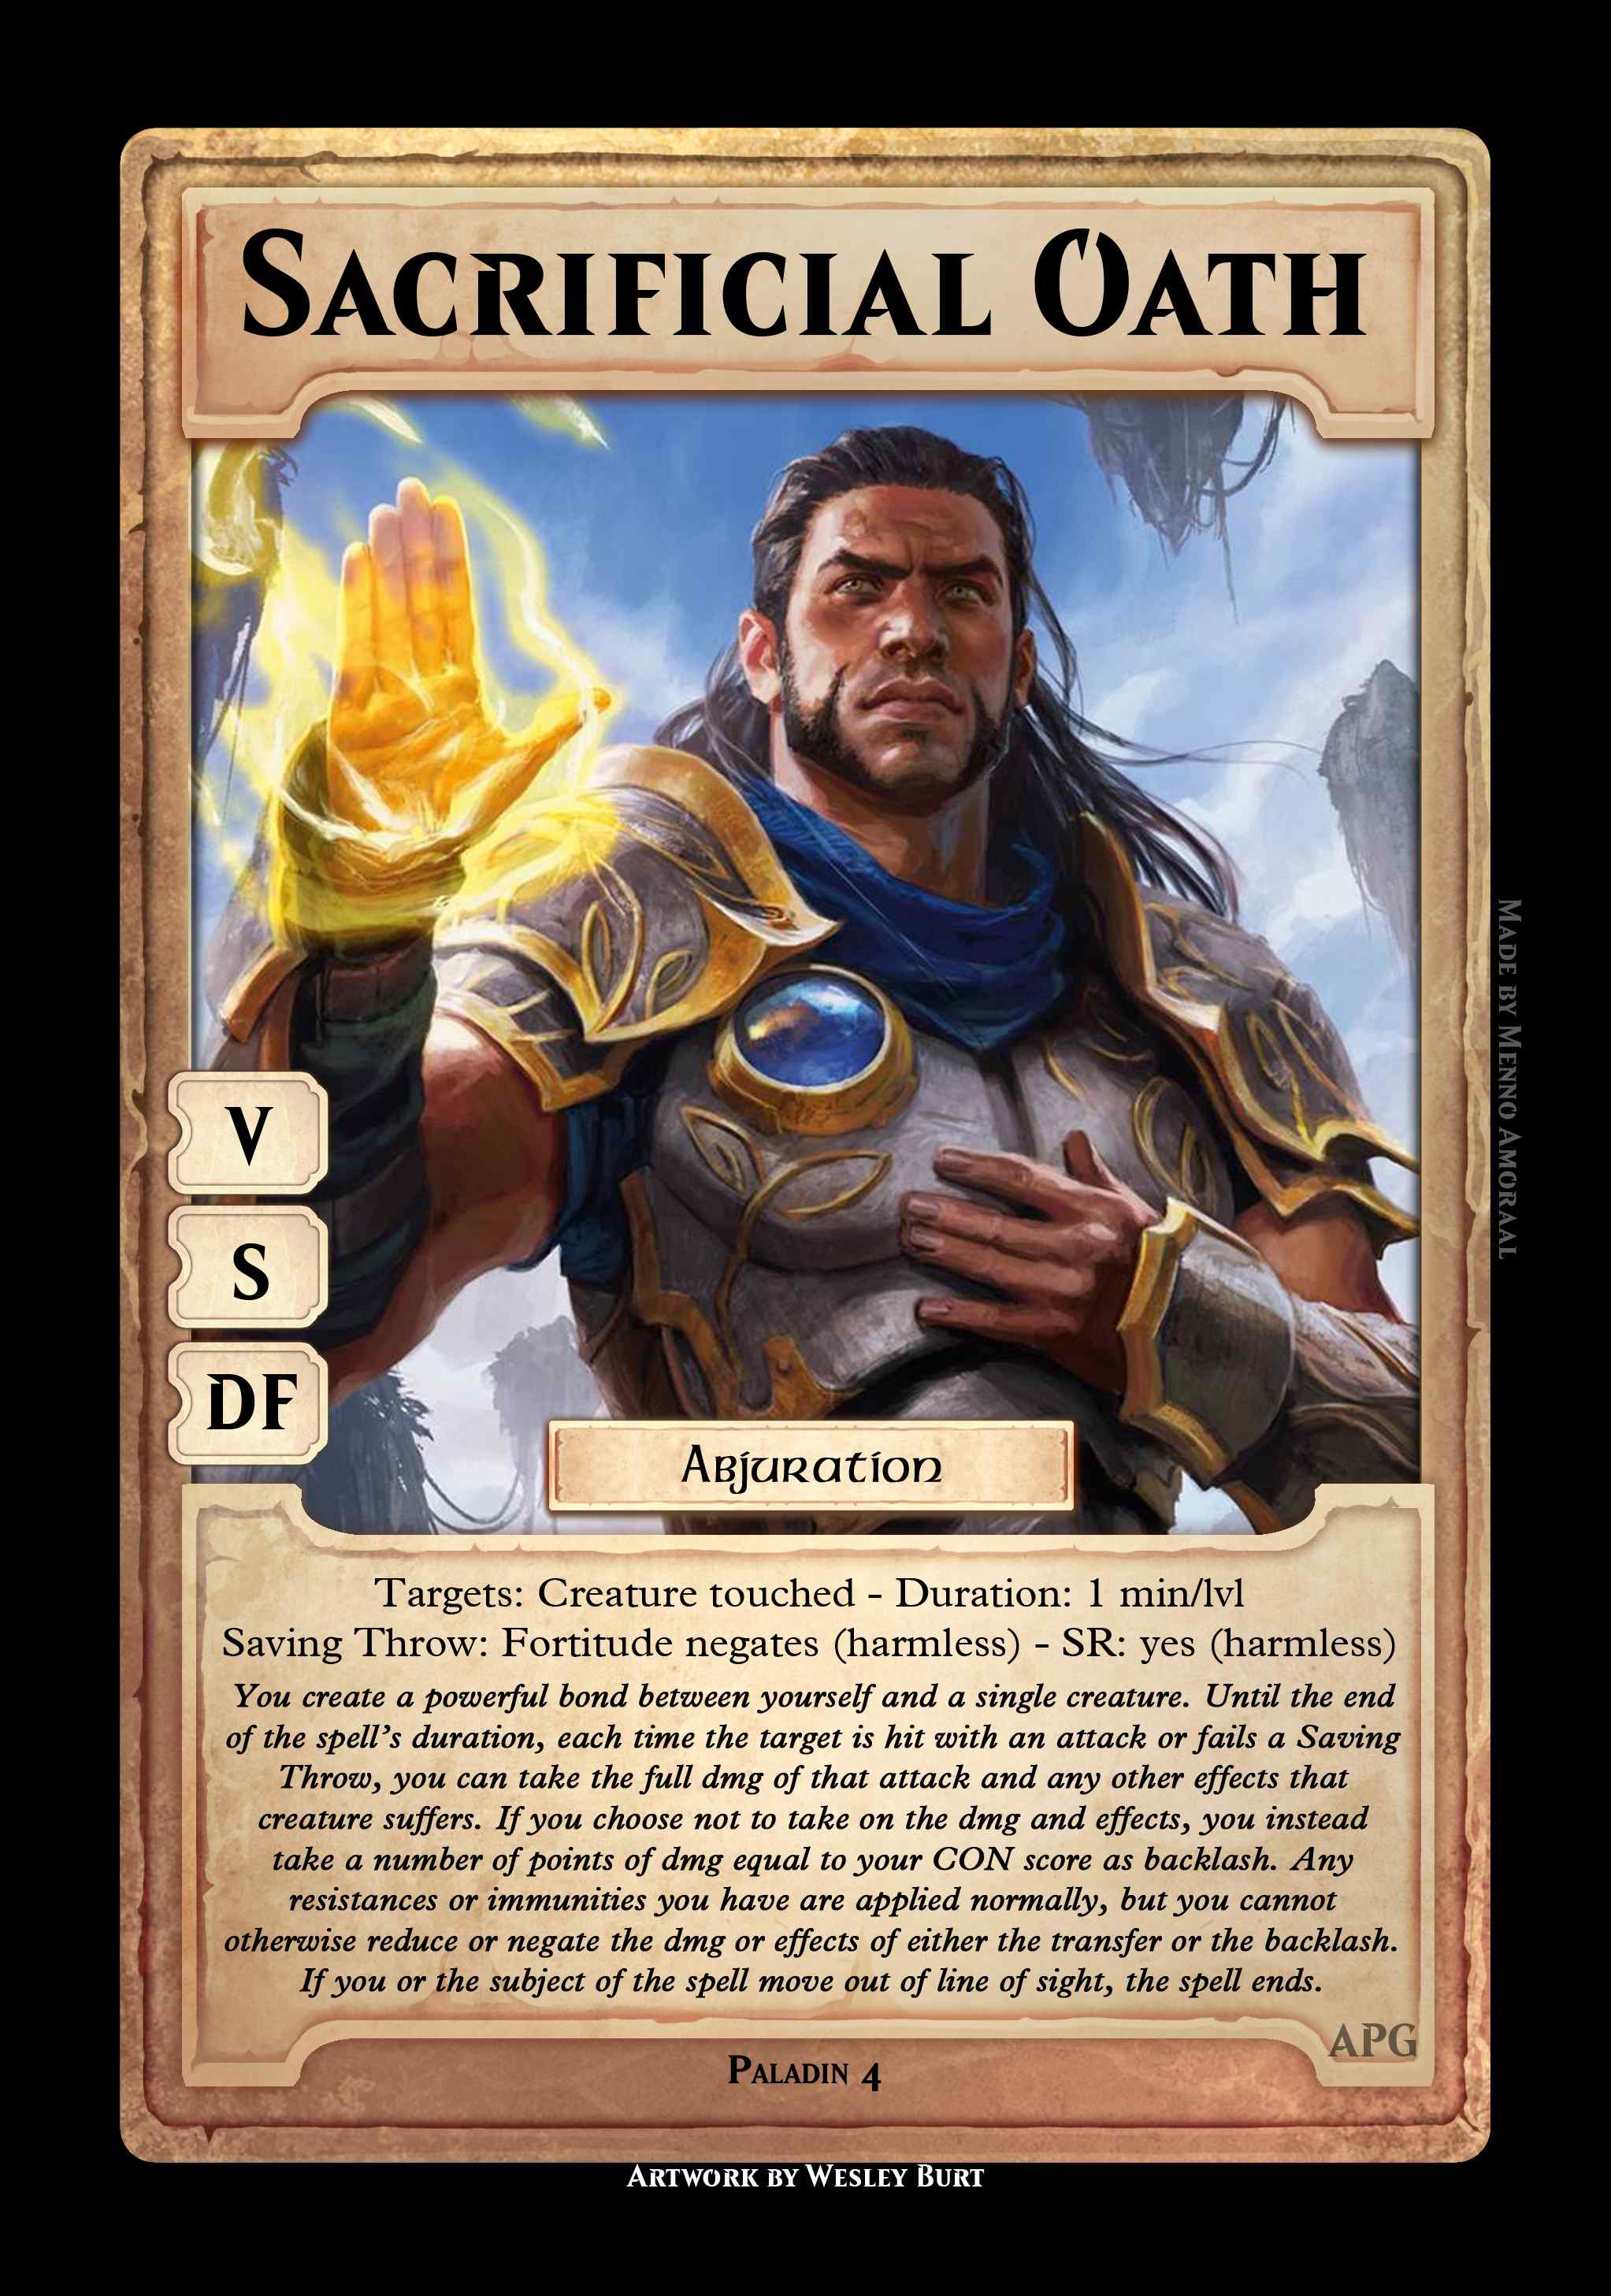 Sacrificial Oath
V
S
DF
Abjuration
Targets: Creature touched - Duration: 1 min/lvl
Saving Throw: Fortitude negates (harmless) - SR: yes (harmless)
You create a powerful bond between yourself and a single creature. Until the end
of the spell's duration, each time the target is hit with an attack or fails a Saving
Throw, you can take the full dmg of that attack and any other effects that
creature suffers. If you choose not to take on the dmg and effects, you instead
take a number of points of dmg equal to your CON score as backlash. Any
resistances or immunities you have are applied normally, but you cannot
otherwise reduce or negate the dmg or effects of either the transfer or the backlash.
If you or the subject of the spell move out of line of sight, the spell ends.
APG
Paladin 4
Artwork by Wesley Burt
Made by Menno Amoraal